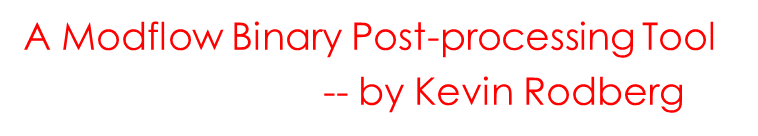 A Modflow Binary Post-processing Tool
-- by Kevin Rodberg